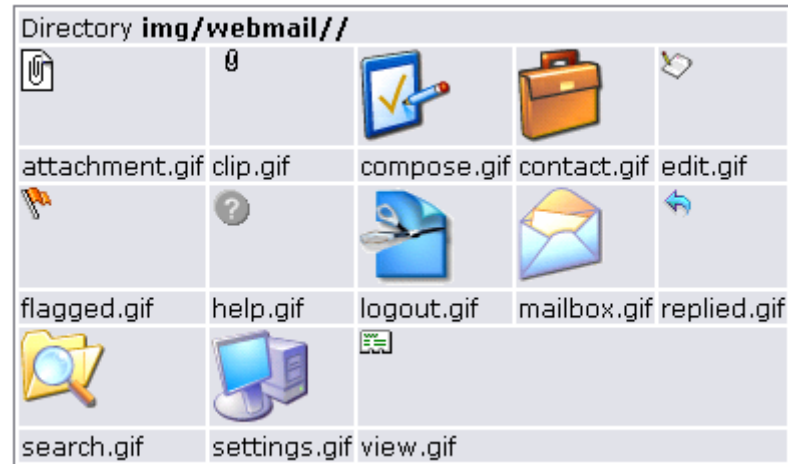 Directory img/webmail//
attachment.gif clip.gif compose.gif contact.gif edit.gif
flagged.gif help.gif logout.gif mailbox.gif replied.gif
search.gif settings.gif view.gif